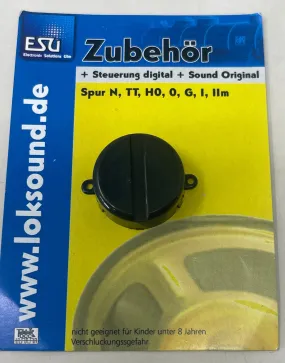 ESU
Electronic Solutions Ulm
Zubehör
+ Steuerung digital + Sound Original
Spur N, TT, H0, 0, G, I, IIm
www.loksound.de
nicht geeignet für Kinder unter 8 Jahren
Verschluckungsgefahr